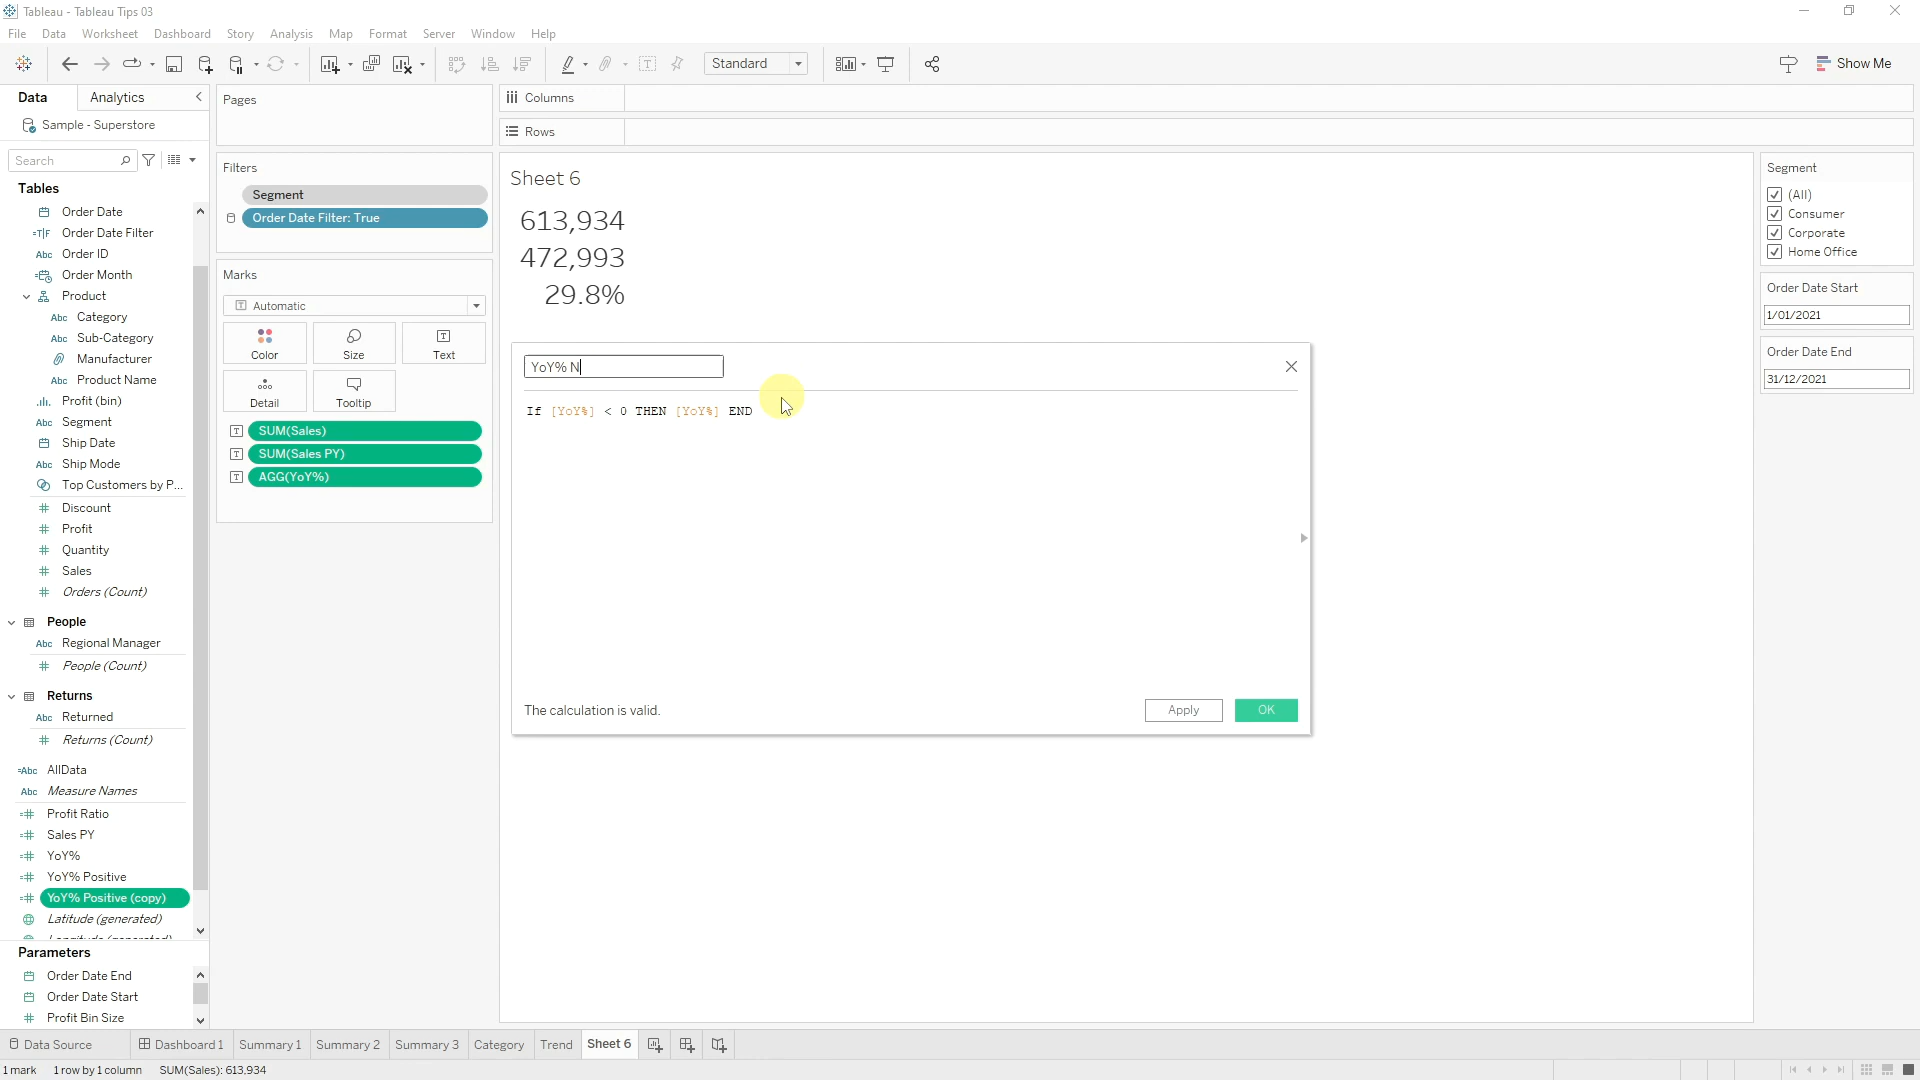 Tableau - Tableau Tips 03
File Data Worksheet Dashboard Story Analysis Map Format Server Window Help
Standard
Show Me
Data Analytics
Sample - Superstore
Search
Tables
Order Date
Order Date Filter
Order ID
Order Month
Product
Category
Sub-Category
Manufacturer
Product Name
Profit (bin)
Segment
Ship Date
Ship Mode
Top Customers by P...
Discount
Profit
Quantity
Sales
Orders (Count)
People
Regional Manager
People (Count)
Returns
Returned
Returns (Count)
AllData
Measure Names
Profit Ratio
Sales PY
YoY%
YoY% Positive
YoY% Positive (copy)
Latitude (generated)
Parameters
Order Date End
Order Date Start
Profit Bin Size
Pages
Filters
Segment
Order Date Filter: True
Marks
Automatic
Color Size Text
Detail Tooltip
SUM(Sales)
SUM(Sales PY)
AGG(YoY%)
Columns
Rows
Sheet 6
613,934
472,993
29.8%
YoY% N
If [YoY%] < 0 THEN [YoY%] END
The calculation is valid.
Apply OK
Segment
(All)
Consumer
Corporate
Home Office
Order Date Start
1/01/2021
Order Date End
31/12/2021
Data Source Dashboard 1 Summary 1 Summary 2 Summary 3 Category Trend Sheet 6
1 mark 1 row by 1 column SUM(Sales): 613,934